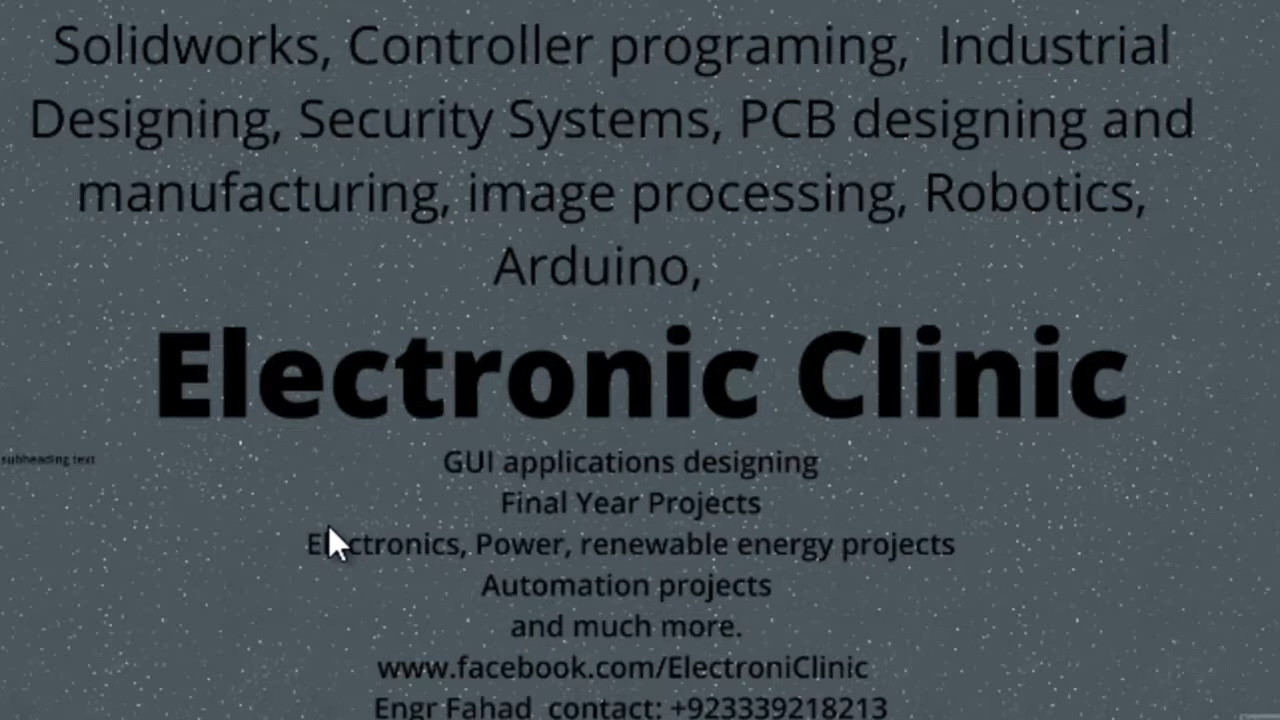 Solidworks, Controller programing, Industrial
Designing, Security Systems, PCB designing and
manufacturing, image processing, Robotics,
Arduino,
Electronic Clinic
subheading text
GUI applications designing
Final Year Projects
Electronics, Power, renewable energy projects
Automation projects
and much more.
www.facebook.com/ElectroniClinic
Engr Fahad contact: +923339218213